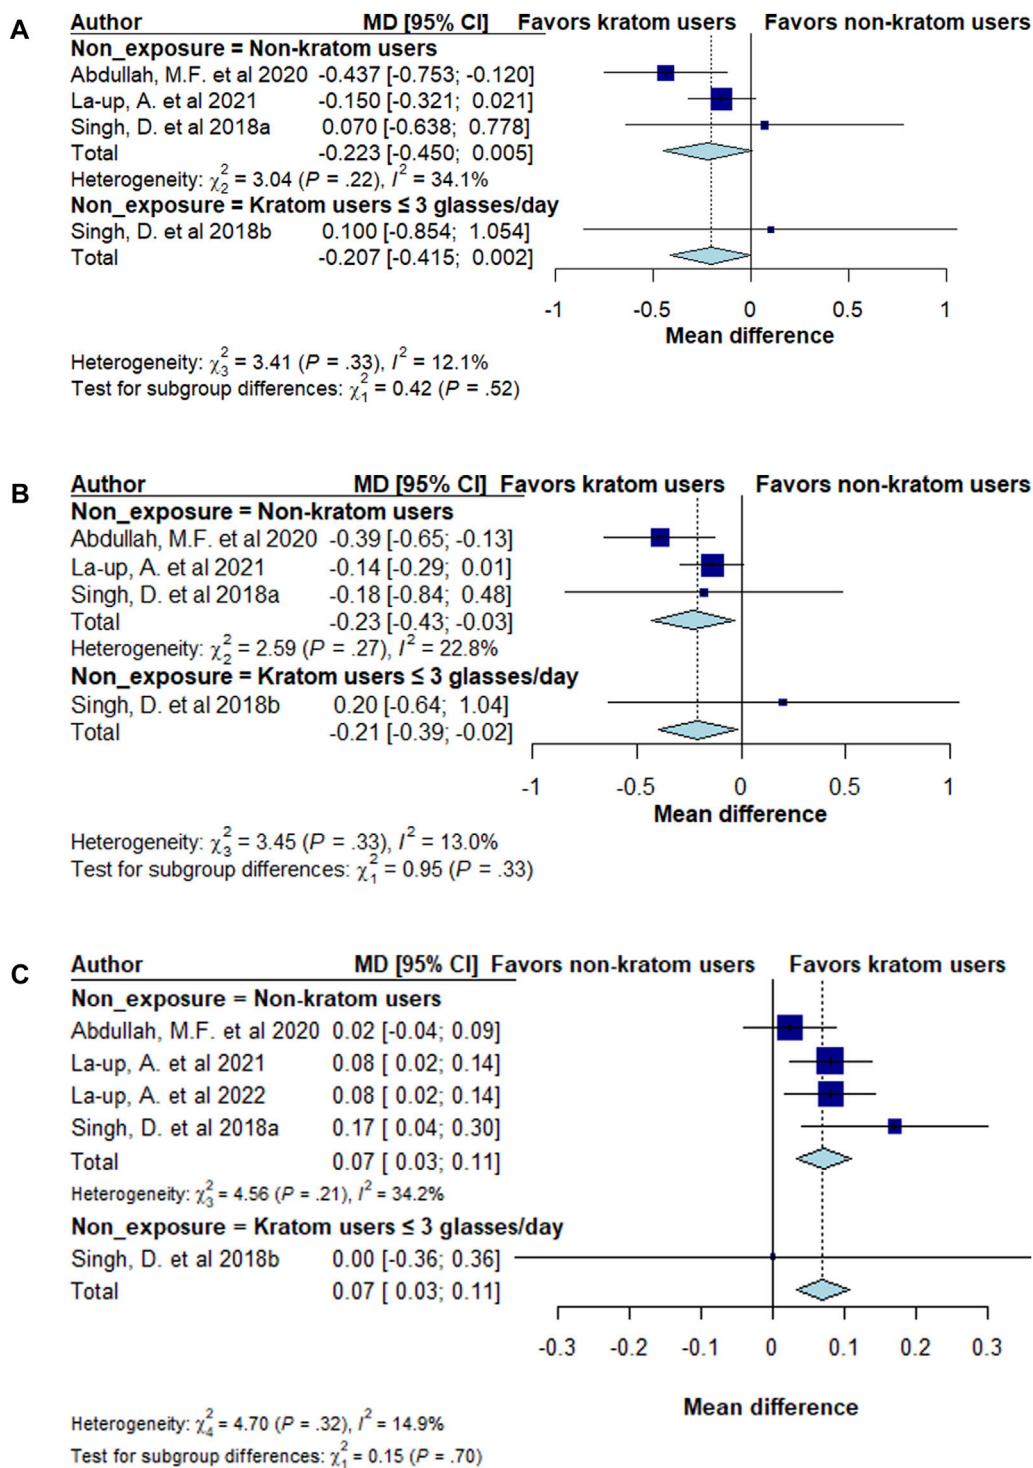 A
Author MD [95% CI] Favors kratom users Favors non-kratom users
Non_exposure = Non-kratom users
Abdullah, M.F. et al 2020 -0.437 [-0.753; -0.120]
La-up, A. et al 2021 -0.150 [-0.321; 0.021]
Singh, D. et al 2018a 0.070 [-0.638; 0.778]
Total -0.223 [-0.450; 0.005]
Heterogeneity: χ²₂ = 3.04 (P = .22), I² = 34.1%
Non_exposure = Kratom users ≤ 3 glasses/day
Singh, D. et al 2018b 0.100 [-0.854; 1.054]
Total -0.207 [-0.415; 0.002]
-1 -0.5 0 0.5 1
Mean difference
Heterogeneity: χ²₃ = 3.41 (P = .33), I² = 12.1%
Test for subgroup differences: χ²₁ = 0.42 (P = .52)
B
Author MD [95% CI] Favors kratom users Favors non-kratom users
Non_exposure = Non-kratom users
Abdullah, M.F. et al 2020 -0.39 [-0.65; -0.13]
La-up, A. et al 2021 -0.14 [-0.29; 0.01]
Singh, D. et al 2018a -0.18 [-0.84; 0.48]
Total -0.23 [-0.43; -0.03]
Heterogeneity: χ²₂ = 2.59 (P = .27), I² = 22.8%
Non_exposure = Kratom users ≤ 3 glasses/day
Singh, D. et al 2018b 0.20 [-0.64; 1.04]
Total -0.21 [-0.39; -0.02]
-1 -0.5 0 0.5 1
Mean difference
Heterogeneity: χ²₃ = 3.45 (P = .33), I² = 13.0%
Test for subgroup differences: χ²₁ = 0.95 (P = .33)
C
Author MD [95% CI] Favors non-kratom users Favors kratom users
Non_exposure = Non-kratom users
Abdullah, M.F. et al 2020 0.02 [-0.04; 0.09]
La-up, A. et al 2021 0.08 [ 0.02; 0.14]
La-up, A. et al 2022 0.08 [ 0.02; 0.14]
Singh, D. et al 2018a 0.17 [ 0.04; 0.30]
Total 0.07 [ 0.03; 0.11]
Heterogeneity: χ²₃ = 4.56 (P = .21), I² = 34.2%
Non_exposure = Kratom users ≤ 3 glasses/day
Singh, D. et al 2018b 0.00 [-0.36; 0.36]
Total 0.07 [ 0.03; 0.11]
-0.3 -0.2 -0.1 0 0.1 0.2 0.3
Mean difference
Heterogeneity: χ²₄ = 4.70 (P = .32), I² = 14.9%
Test for subgroup differences: χ²₁ = 0.15 (P = .70)